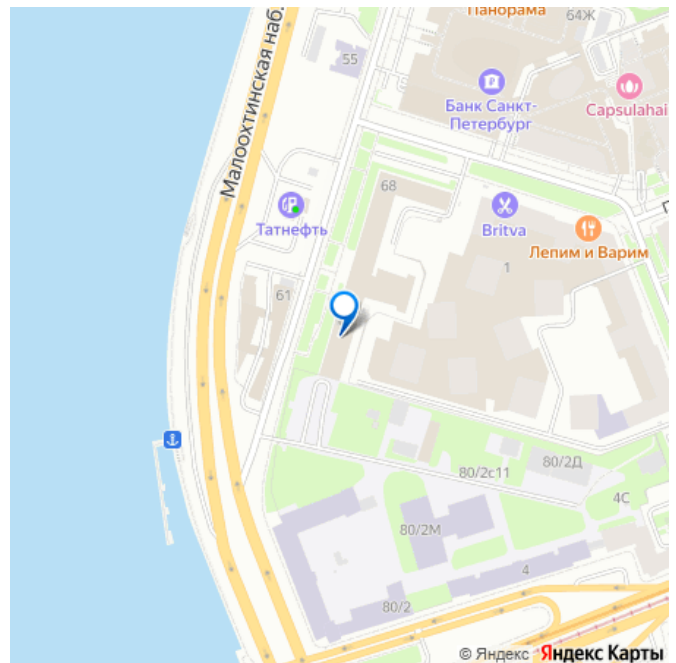 Панорама
64Ж
Малоохтинская наб.
55
Банк Санкт-
Петербург
Capsulahai
68
Татнефть
Britva
Лепим и Варим
1
61
80/2с11
80/2Д
4С
80/2М
4
80/2
© Яндекс Яндекс Карты